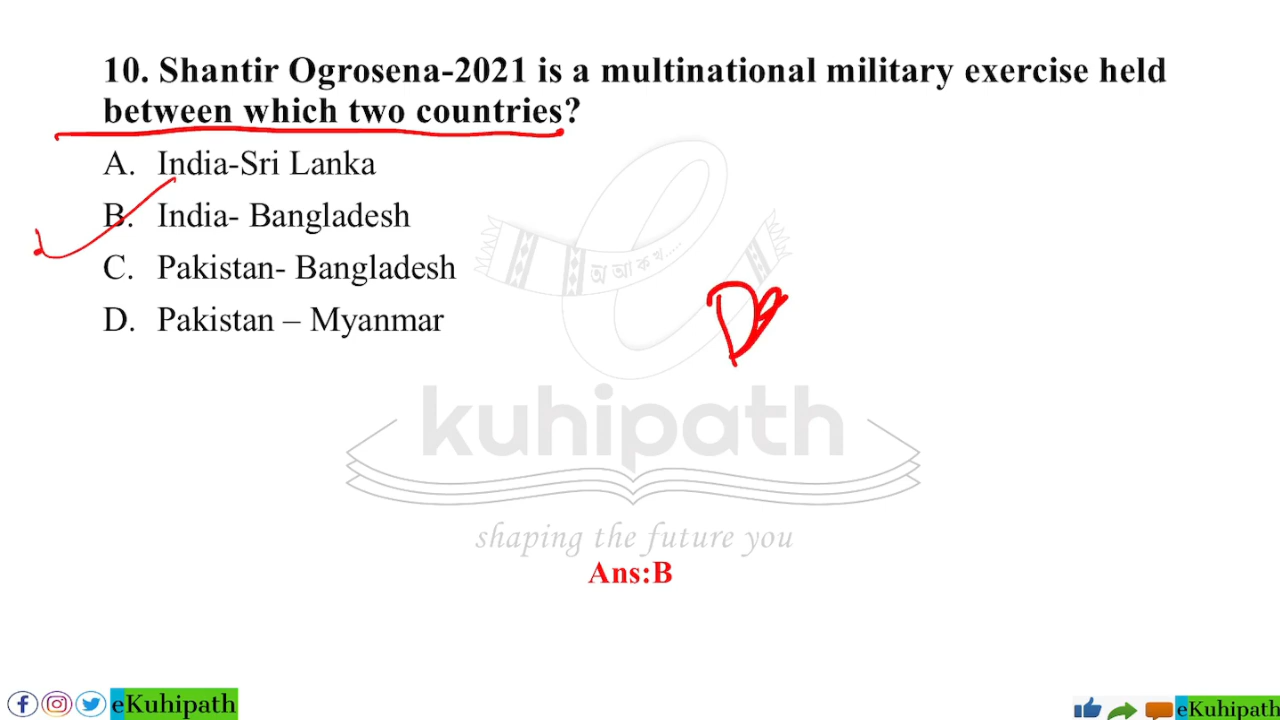 10. Shantir Ogrosena-2021 is a multinational military exercise held
between which two countries?
A. India-Sri Lanka
B. India- Bangladesh
C. Pakistan- Bangladesh
D. Pakistan – Myanmar
অ আ ক খ.....
kuhipath
shaping the future you
Ans:B
eKuhipath
eKuhipath